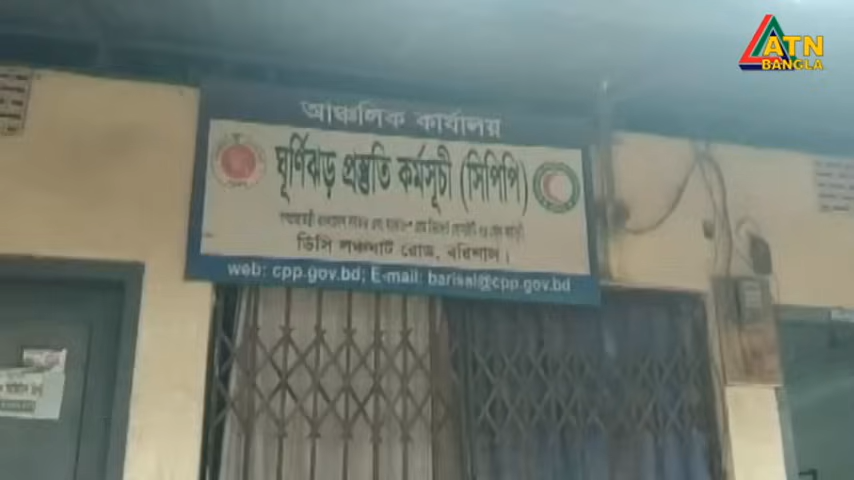 ATN
BANGLA
আঞ্চলিক কার্যালয়
ঘূর্ণিঝড় প্রস্তুতি কর্মসূচী (সিপিপি)
ডিসি লঞ্চঘাট রোড, বরিশাল।
web: cpp.gov.bd; E-mail: barisal@cpp.gov.bd